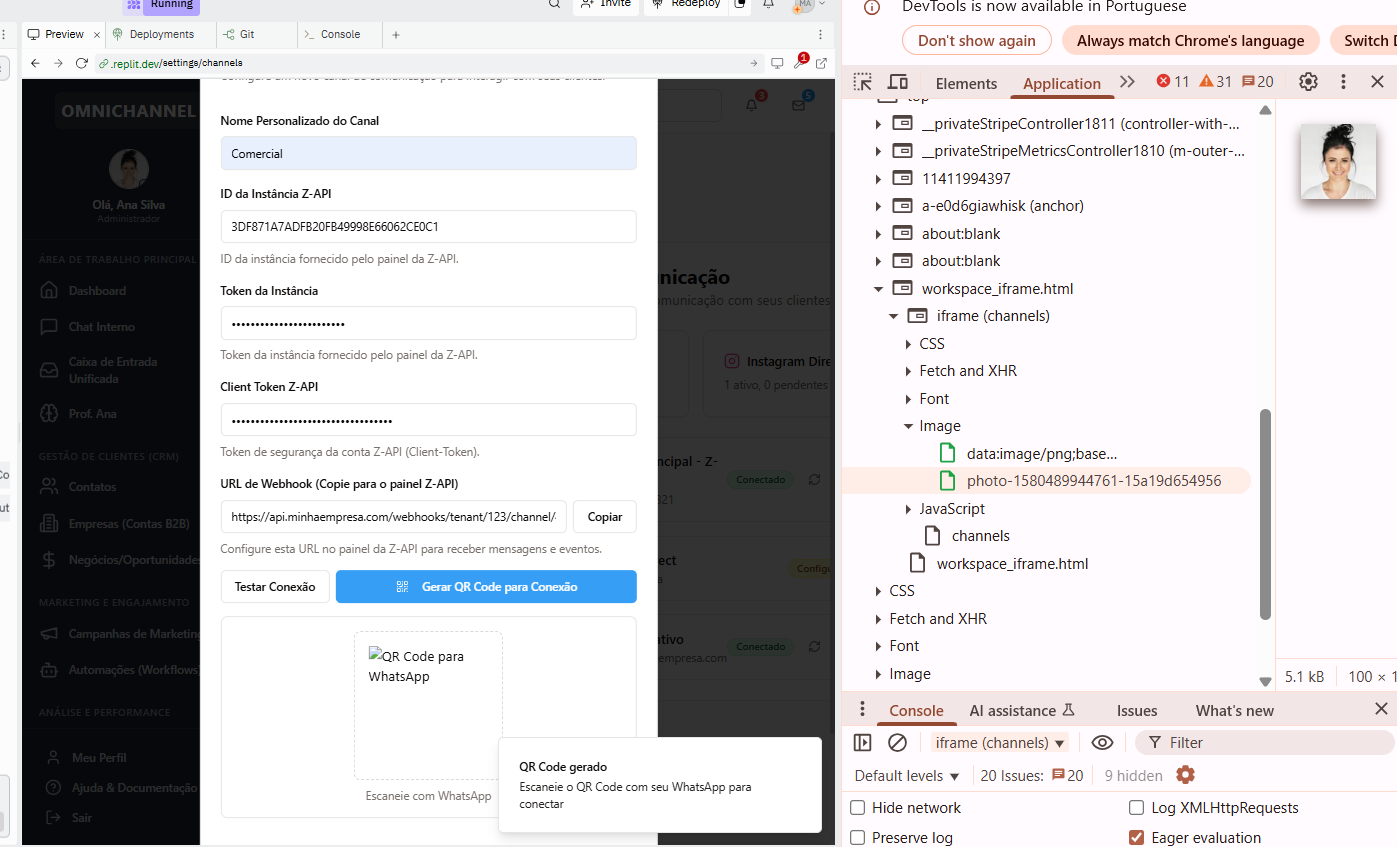 Running
Invite
Redeploy
MA
Preview
Deployments
Git
Console
.replit.dev/settings/channels
1
OMNICHANNEL
3
5
Olá, Ana Silva
Administrador
ÁREA DE TRABALHO PRINCIPAL
Dashboard
Chat Interno
Caixa de Entrada
Unificada
Prof. Ana
GESTÃO DE CLIENTES (CRM)
Contatos
Empresas (Contas B2B)
Negócios/Oportunidades
MARKETING E ENGAJAMENTO
Campanhas de Marketing
Automações (Workflows)
ANÁLISE E PERFORMANCE
Meu Perfil
Ajuda & Documentação
Sair
Nome Personalizado do Canal
Comercial
ID da Instância Z-API
3DF871A7ADFB20FB49998E66062CE0C1
ID da instância fornecido pelo painel da Z-API.
Token da Instância
••••••••••••••••••••••••
Token da instância fornecido pelo painel da Z-API.
Client Token Z-API
••••••••••••••••••••••••••••••••••
Token de segurança da conta Z-API (Client-Token).
URL de Webhook (Copie para o painel Z-API)
https://api.minhaempresa.com/webhooks/tenant/123/channel/
Copiar
Configure esta URL no painel da Z-API para receber mensagens e eventos.
Testar Conexão
Gerar QR Code para Conexão
QR Code para
WhatsApp
Escaneie com WhatsApp
QR Code gerado
Escaneie o QR Code com seu WhatsApp para
conectar
nicação
municação com seus clientes
Instagram Dire
1 ativo, 0 pendentes
ncipal - Z-
Conectado
821
ect
Configu
ativo
empresa.com
Conectado
DevTools is now available in Portuguese
Don't show again
Always match Chrome's language
Switch D
Elements
Application
11
31
20
top
__privateStripeController1811 (controller-with-...
__privateStripeMetricsController1810 (m-outer-...
11411994397
a-e0d6giawhisk (anchor)
about:blank
about:blank
workspace_iframe.html
iframe (channels)
CSS
Fetch and XHR
Font
Image
data:image/png;base...
photo-1580489944761-15a19d654956
JavaScript
channels
workspace_iframe.html
CSS
Fetch and XHR
Font
Image
5.1 kB
100 × 1
Console
AI assistance
Issues
What's new
iframe (channels)
Filter
Default levels
20 Issues:
20
9 hidden
Hide network
Log XMLHttpRequests
Preserve log
Eager evaluation